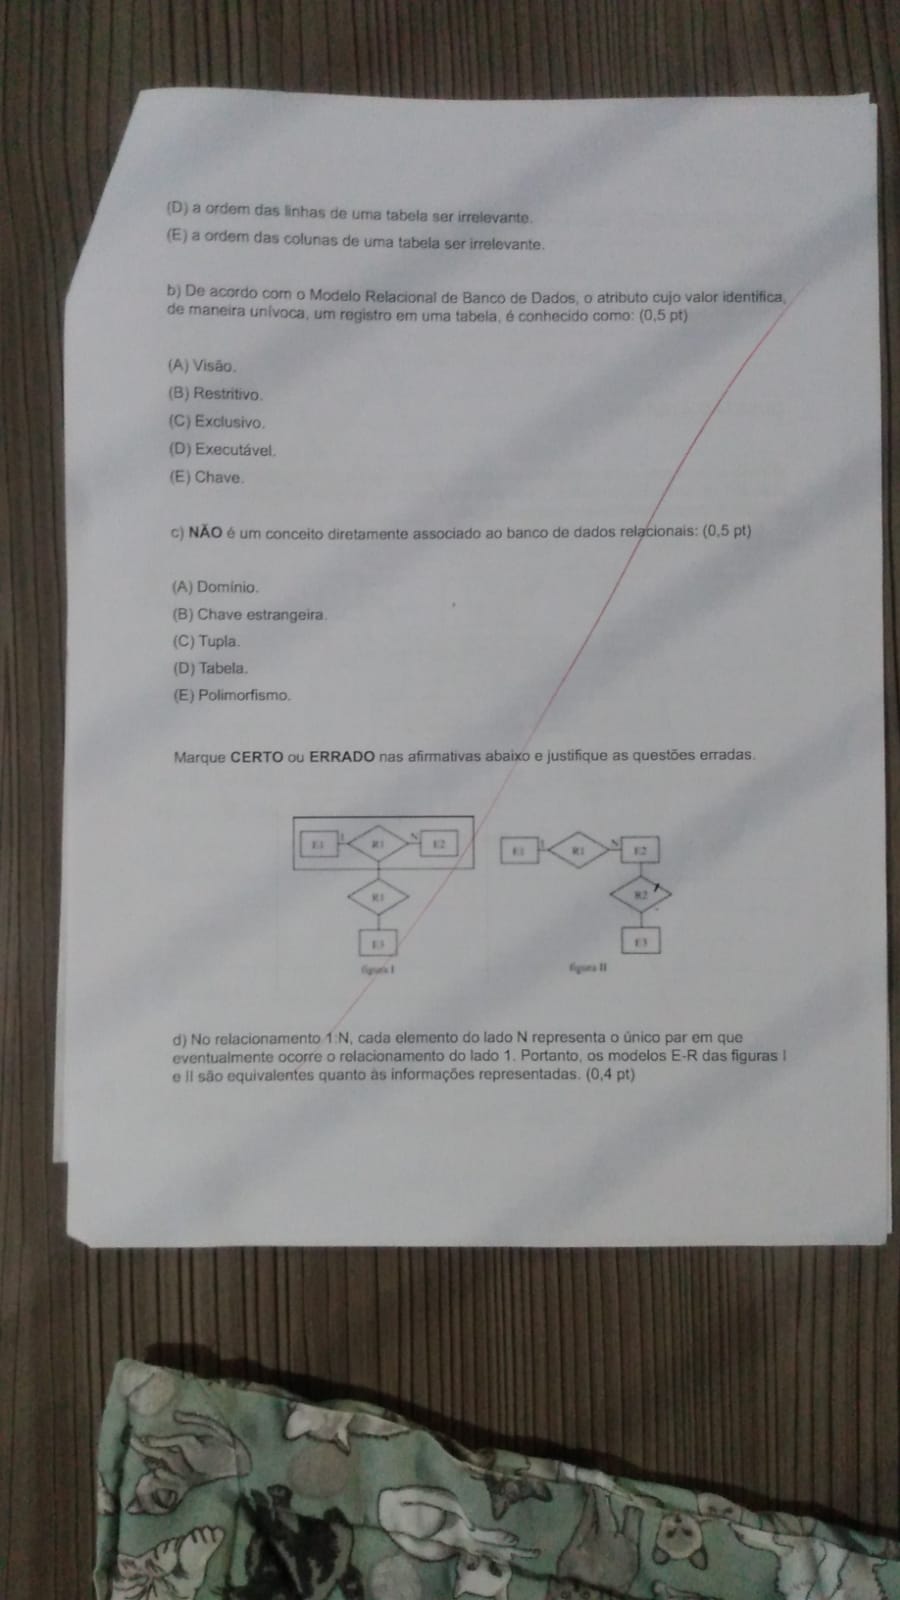 (D) a ordem das linhas de uma tabela ser irrelevante.
(E) a ordem das colunas de uma tabela ser irrelevante.
b) De acordo com o Modelo Relacional de Banco de Dados, o atributo cujo valor identifica,
de maneira unívoca, um registro em uma tabela, é conhecido como: (0,5 pt)
(A) Visão.
(B) Restritivo.
(C) Exclusivo.
(D) Executável.
(E) Chave.
c) NÃO é um conceito diretamente associado ao banco de dados relacionais: (0,5 pt)
(A) Domínio.
(B) Chave estrangeira.
(C) Tupla.
(D) Tabela.
(E) Polimorfismo.
Marque CERTO ou ERRADO nas afirmativas abaixo e justifique as questões erradas.
E1 1 R1 N E2
E1 1 R1 N E2
R2
E3
E3
figura I
figura II
d) No relacionamento 1:N, cada elemento do lado N representa o único par em que
eventualmente ocorre o relacionamento do lado 1. Portanto, os modelos E-R das figuras I
e II são equivalentes quanto às informações representadas. (0,4 pt)